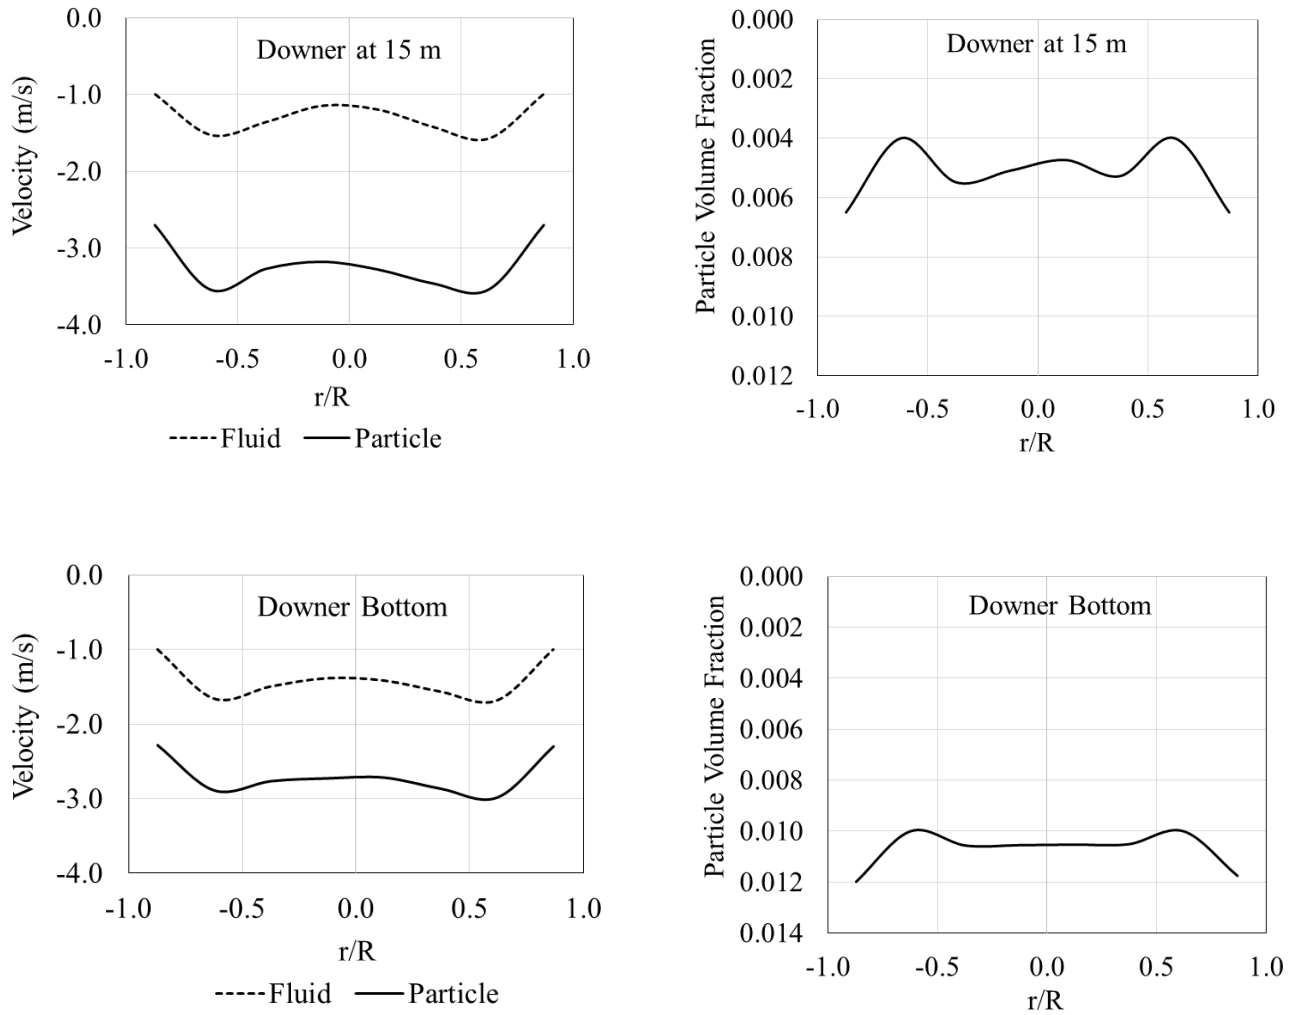 Downer at 15 m
Velocity (m/s)
0.0
-1.0
-2.0
-3.0
-4.0
-1.0 -0.5 0.0 0.5 1.0
r/R
Fluid Particle
Downer at 15 m
Particle Volume Fraction
0.000
0.002
0.004
0.006
0.008
0.010
0.012
-1.0 -0.5 0.0 0.5 1.0
r/R
Downer Bottom
Velocity (m/s)
0.0
-1.0
-2.0
-3.0
-4.0
-1.0 -0.5 0.0 0.5 1.0
r/R
Fluid Particle
Downer Bottom
Particle Volume Fraction
0.000
0.002
0.004
0.006
0.008
0.010
0.012
0.014
-1.0 -0.5 0.0 0.5 1.0
r/R